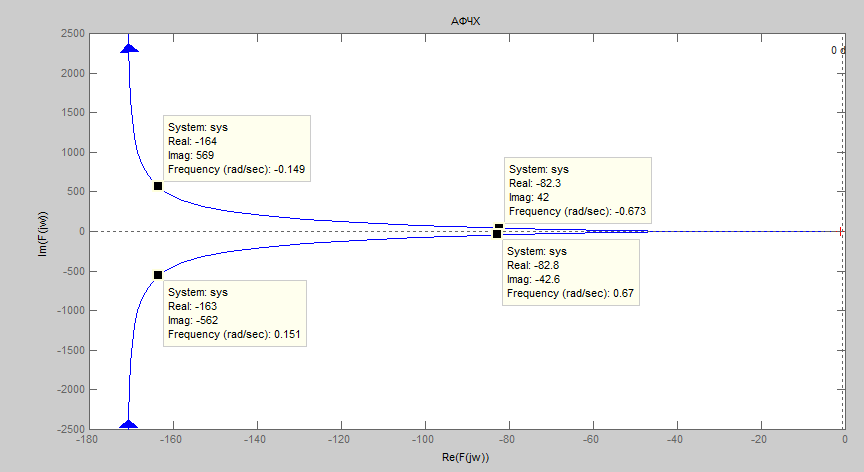 АФЧХ
2500
2000
1500
1000
500
0
-500
-1000
-1500
-2000
-2500
Im(F(jw))
0 d
System: sys
Real: -164
Imag: 569
Frequency (rad/sec): -0.149
System: sys
Real: -82.3
Imag: 42
Frequency (rad/sec): -0.673
System: sys
Real: -82.8
Imag: -42.6
Frequency (rad/sec): 0.67
System: sys
Real: -163
Imag: -562
Frequency (rad/sec): 0.151
-180 -160 -140 -120 -100 -80 -60 -40 -20 0
Re(F(jw))